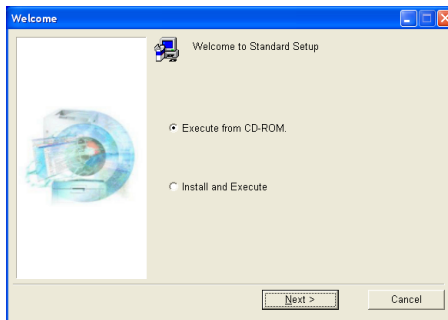 Welcome
Welcome to Standard Setup
Execute from CD-ROM.
Install and Execute
Next >
Cancel